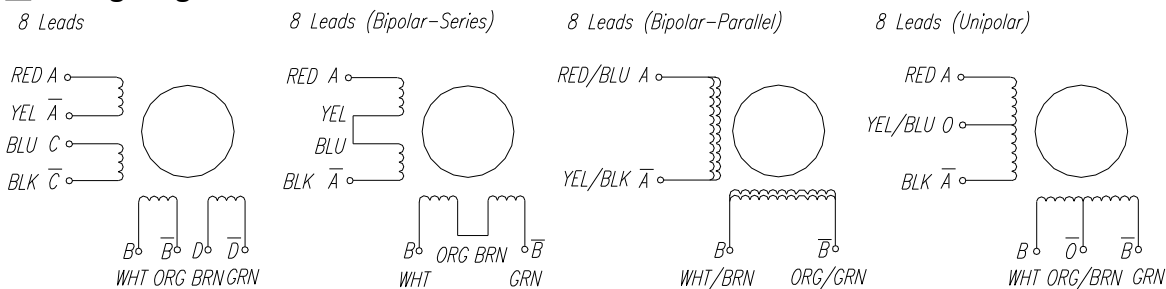 8 Leads
RED A
YEL A̅
BLU C
BLK C̅
B B̅ D D̅
WHT ORG BRN GRN
8 Leads (Bipolar-Series)
RED A
YEL
BLU
BLK A̅
B ORG BRN B̅
WHT GRN
8 Leads (Bipolar-Parallel)
RED/BLU A
YEL/BLK A̅
B B̅
WHT/BRN ORG/GRN
8 Leads (Unipolar)
RED A
YEL/BLU O
BLK A̅
B O̅ B̅
WHT ORG/BRN GRN